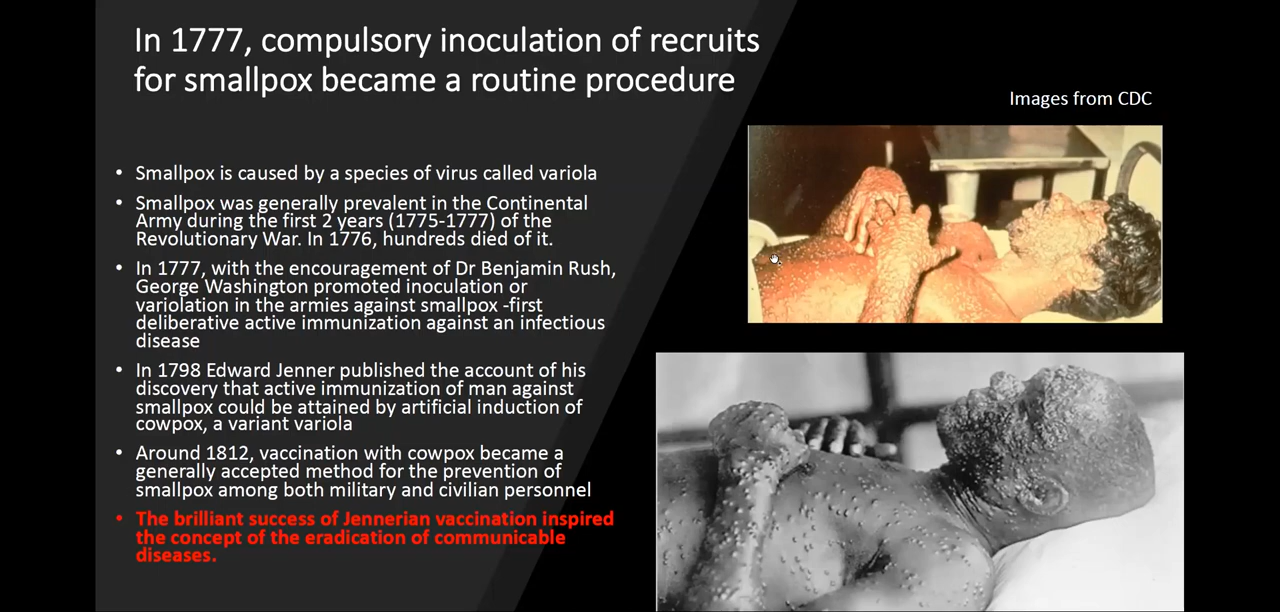 In 1777, compulsory inoculation of recruits
for smallpox became a routine procedure
Images from CDC
• Smallpox is caused by a species of virus called variola
• Smallpox was generally prevalent in the Continental
Army during the first 2 years (1775-1777) of the
Revolutionary War. In 1776, hundreds died of it.
• In 1777, with the encouragement of Dr Benjamin Rush,
George Washington promoted inoculation or
variolation in the armies against smallpox -first
deliberative active immunization against an infectious
disease
• In 1798 Edward Jenner published the account of his
discovery that active immunization of man against
smallpox could be attained by artificial induction of
cowpox, a variant variola
• Around 1812, vaccination with cowpox became a
generally accepted method for the prevention of
smallpox among both military and civilian personnel
• The brilliant success of Jennerian vaccination inspired
the concept of the eradication of communicable
diseases.